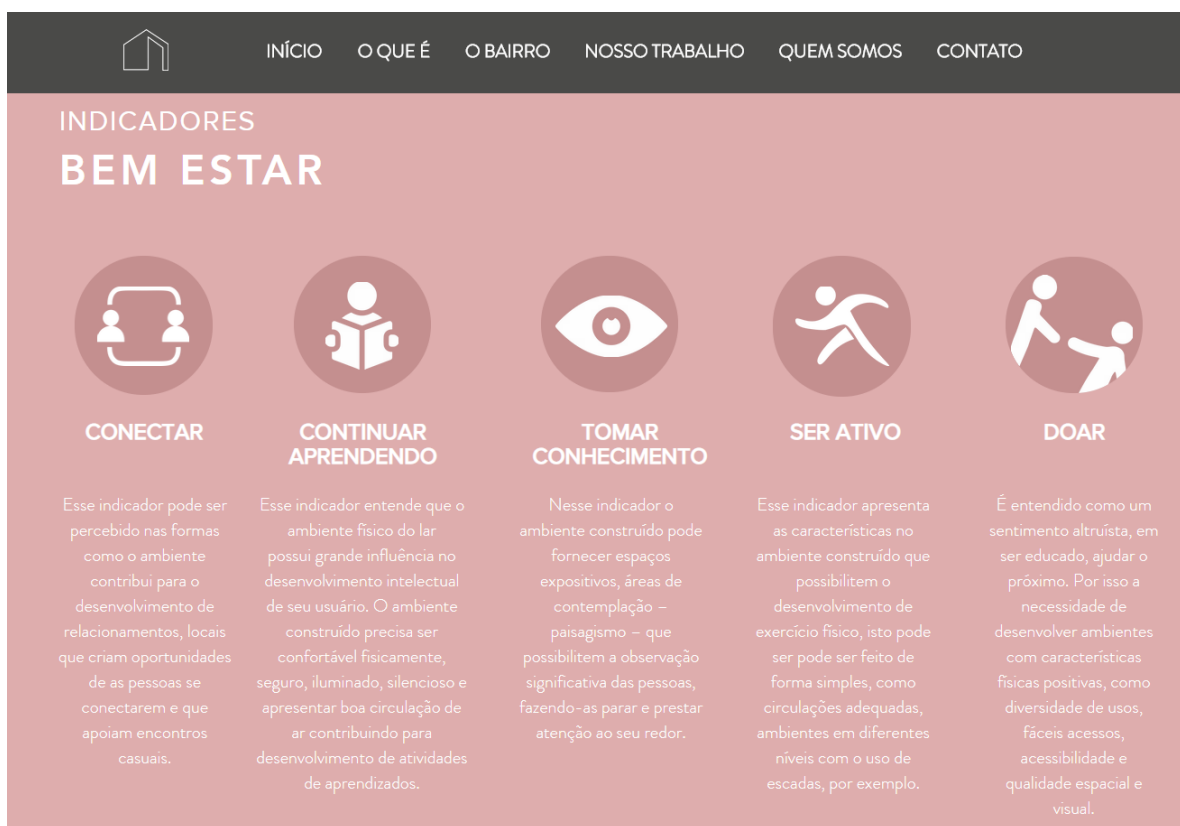 INÍCIO O QUE É O BAIRRO NOSSO TRABALHO QUEM SOMOS CONTATO
INDICADORES
BEM ESTAR
CONECTAR
Esse indicador pode ser
percebido nas formas
como o ambiente
contribui para o
desenvolvimento de
relacionamentos, locais
que criam oportunidades
de as pessoas se
conectarem e que
apoiam encontros
casuais.
CONTINUAR
APRENDENDO
Esse indicador entende que o
ambiente físico do lar
possui grande influência no
desenvolvimento intelectual
de seu usuário. O ambiente
construído precisa ser
confortável fisicamente,
seguro, iluminado, silencioso e
apresentar boa circulação de
ar contribuindo para
desenvolvimento de atividades
de aprendizados.
TOMAR
CONHECIMENTO
Nesse indicador o
ambiente construído pode
fornecer espaços
expositivos, áreas de
contemplação –
paisagismo – que
possibilitem a observação
significativa das pessoas,
fazendo-as parar e prestar
atenção ao seu redor.
SER ATIVO
Esse indicador apresenta
as características no
ambiente construído que
possibilitem o
desenvolvimento de
exercício físico, isto pode
ser pode ser feito de
forma simples, como
circulações adequadas,
ambientes em diferentes
níveis com o uso de
escadas, por exemplo.
DOAR
É entendido como um
sentimento altruísta, em
ser educado, ajudar o
próximo. Por isso a
necessidade de
desenvolver ambientes
com características
físicas positivas, como
diversidade de usos,
fáceis acessos,
acessibilidade e
qualidade espacial e
visual.